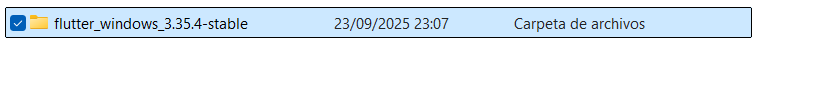 flutter_windows_3.35.4-stable 23/09/2025 23:07 Carpeta de archivos